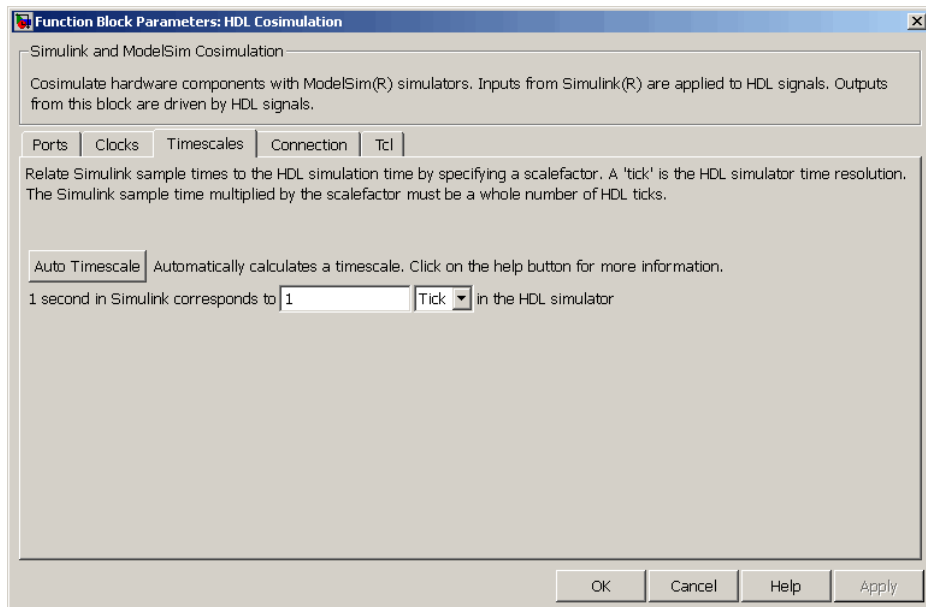 Function Block Parameters: HDL Cosimulation
Simulink and ModelSim Cosimulation
Cosimulate hardware components with ModelSim(R) simulators. Inputs from Simulink(R) are applied to HDL signals. Outputs
from this block are driven by HDL signals.
Ports Clocks Timescales Connection Tcl
Relate Simulink sample times to the HDL simulation time by specifying a scalefactor. A 'tick' is the HDL simulator time resolution.
The Simulink sample time multiplied by the scalefactor must be a whole number of HDL ticks.
Auto Timescale Automatically calculates a timescale. Click on the help button for more information.
1 second in Simulink corresponds to 1 Tick in the HDL simulator
OK Cancel Help Apply